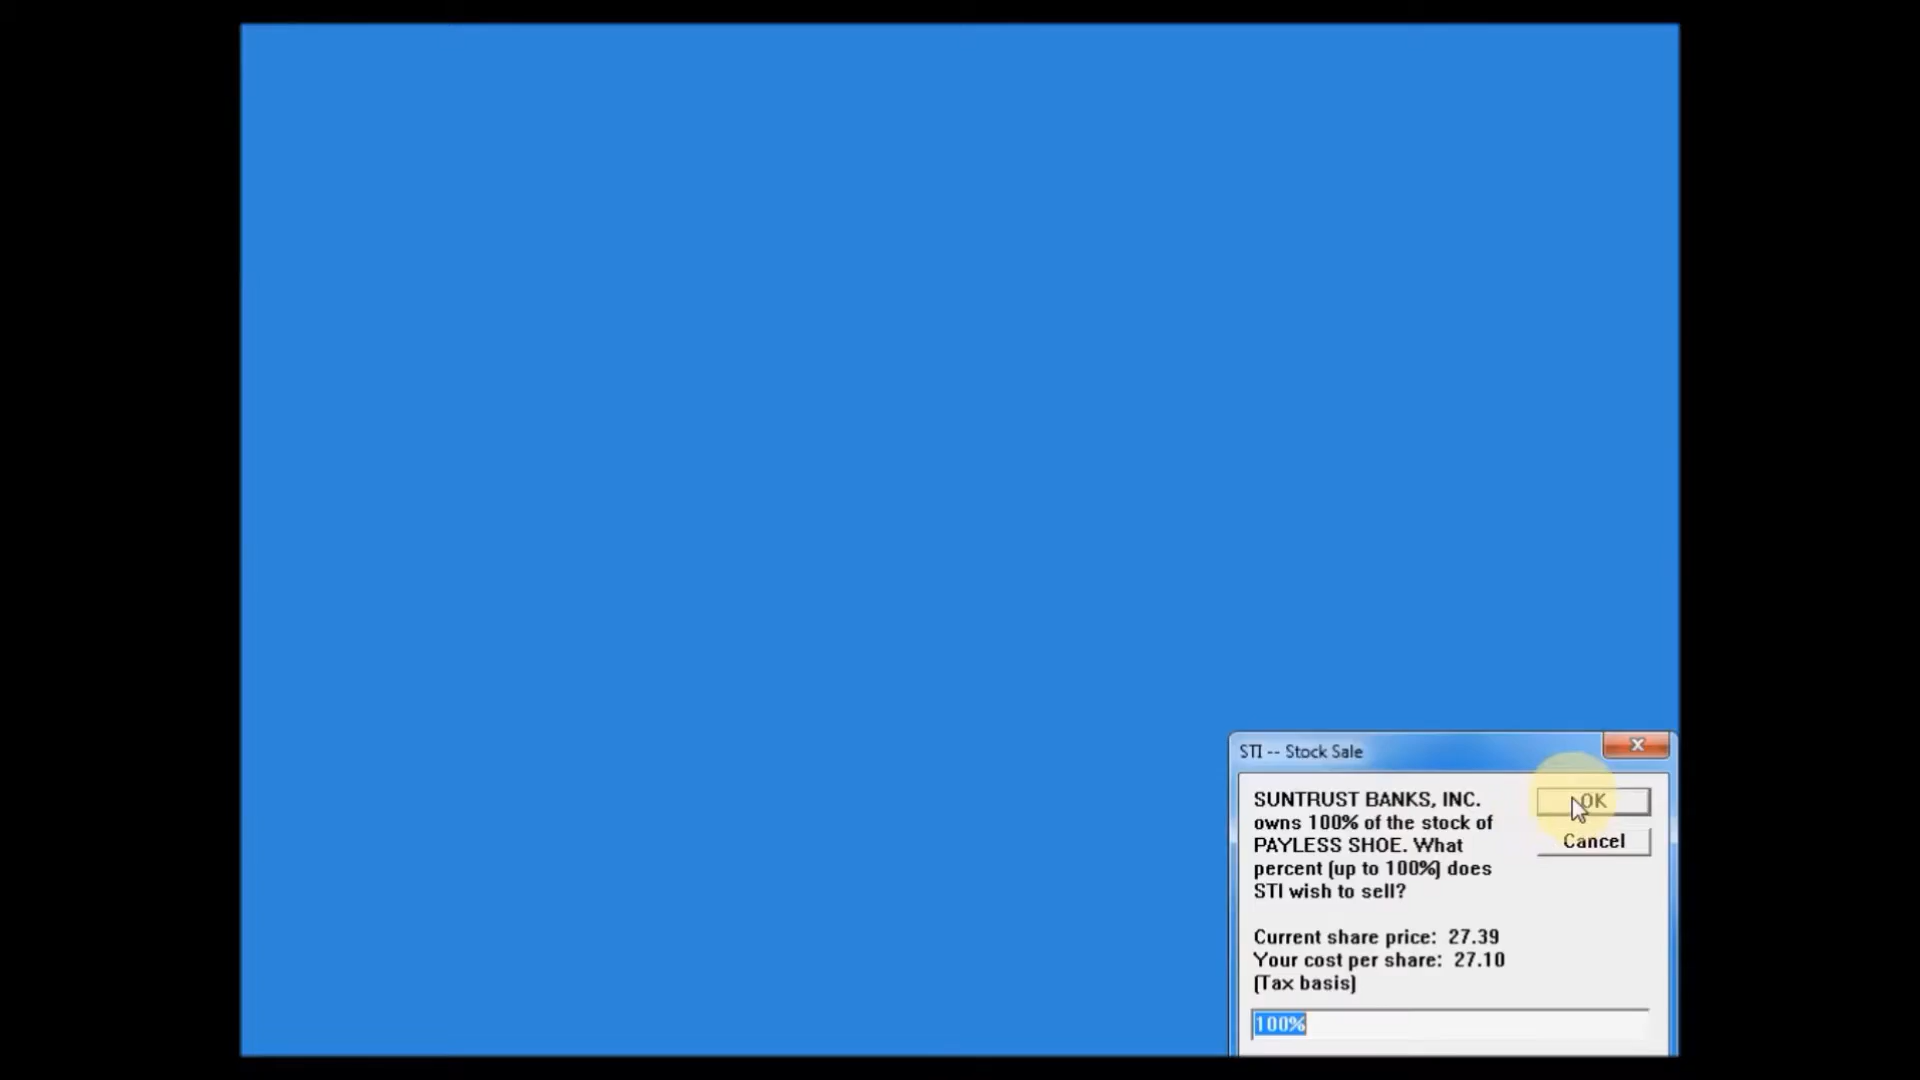 STI -- Stock Sale
SUNTRUST BANKS, INC.
owns 100% of the stock of
PAYLESS SHOE. What
percent (up to 100%) does
STI wish to sell?
OK
Cancel
Current share price: 27.39
Your cost per share: 27.10
(Tax basis)
100%